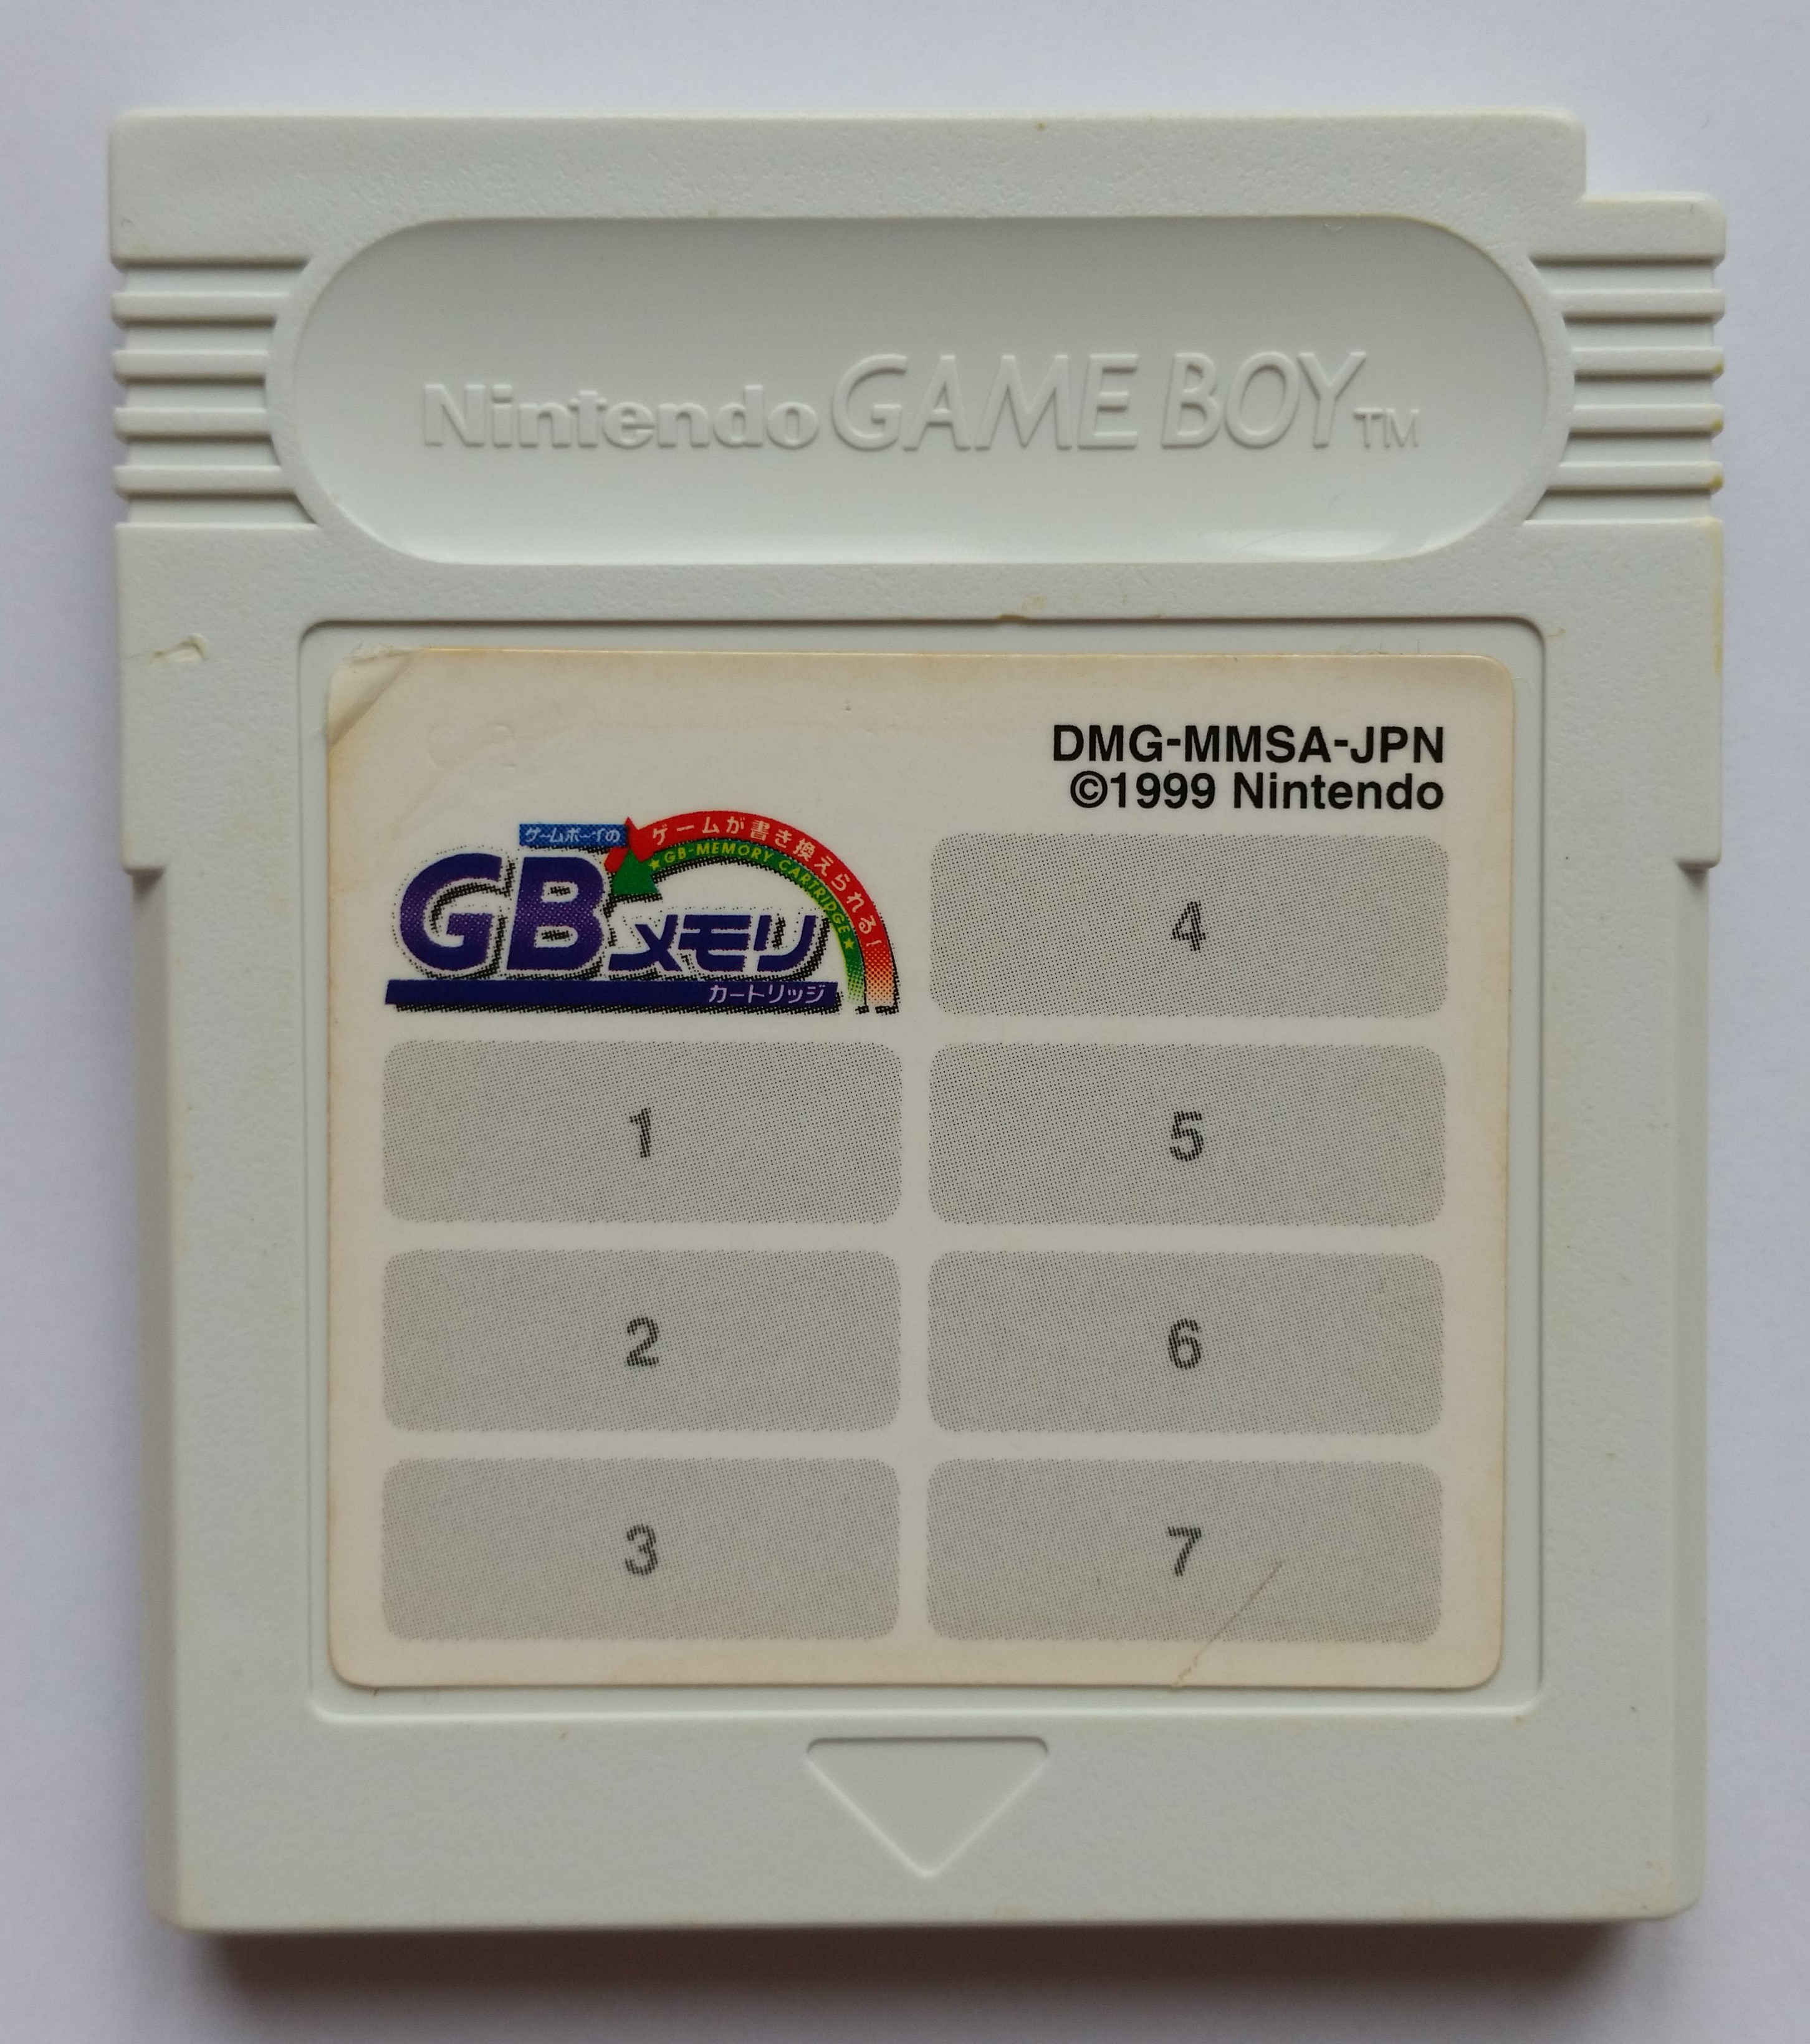 Nintendo GAME BOY TM
DMG-MMSA-JPN
©1999 Nintendo
ゲームボーイの
ゲームが書き換えられる!
★GB-MEMORY CARTRIDGE★
GBメモリ
カートリッジ
1
2
3
4
5
6
7